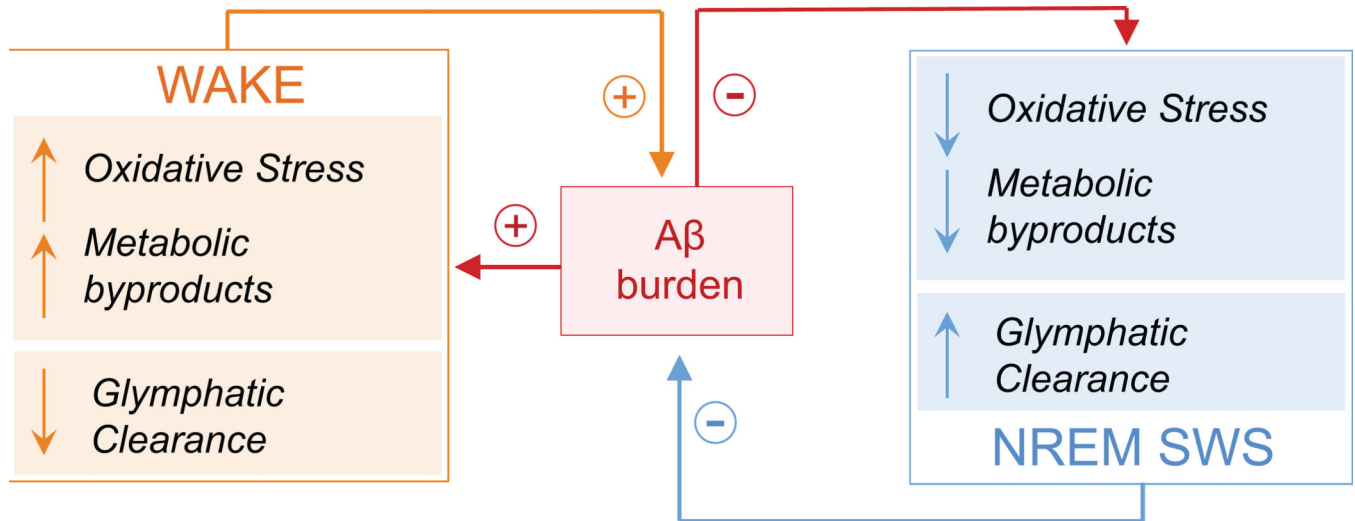 WAKE
Oxidative Stress
Metabolic
byproducts
Glymphatic
Clearance
+
+
Aβ
burden
-
-
Oxidative Stress
Metabolic
byproducts
Glymphatic
Clearance
NREM SWS